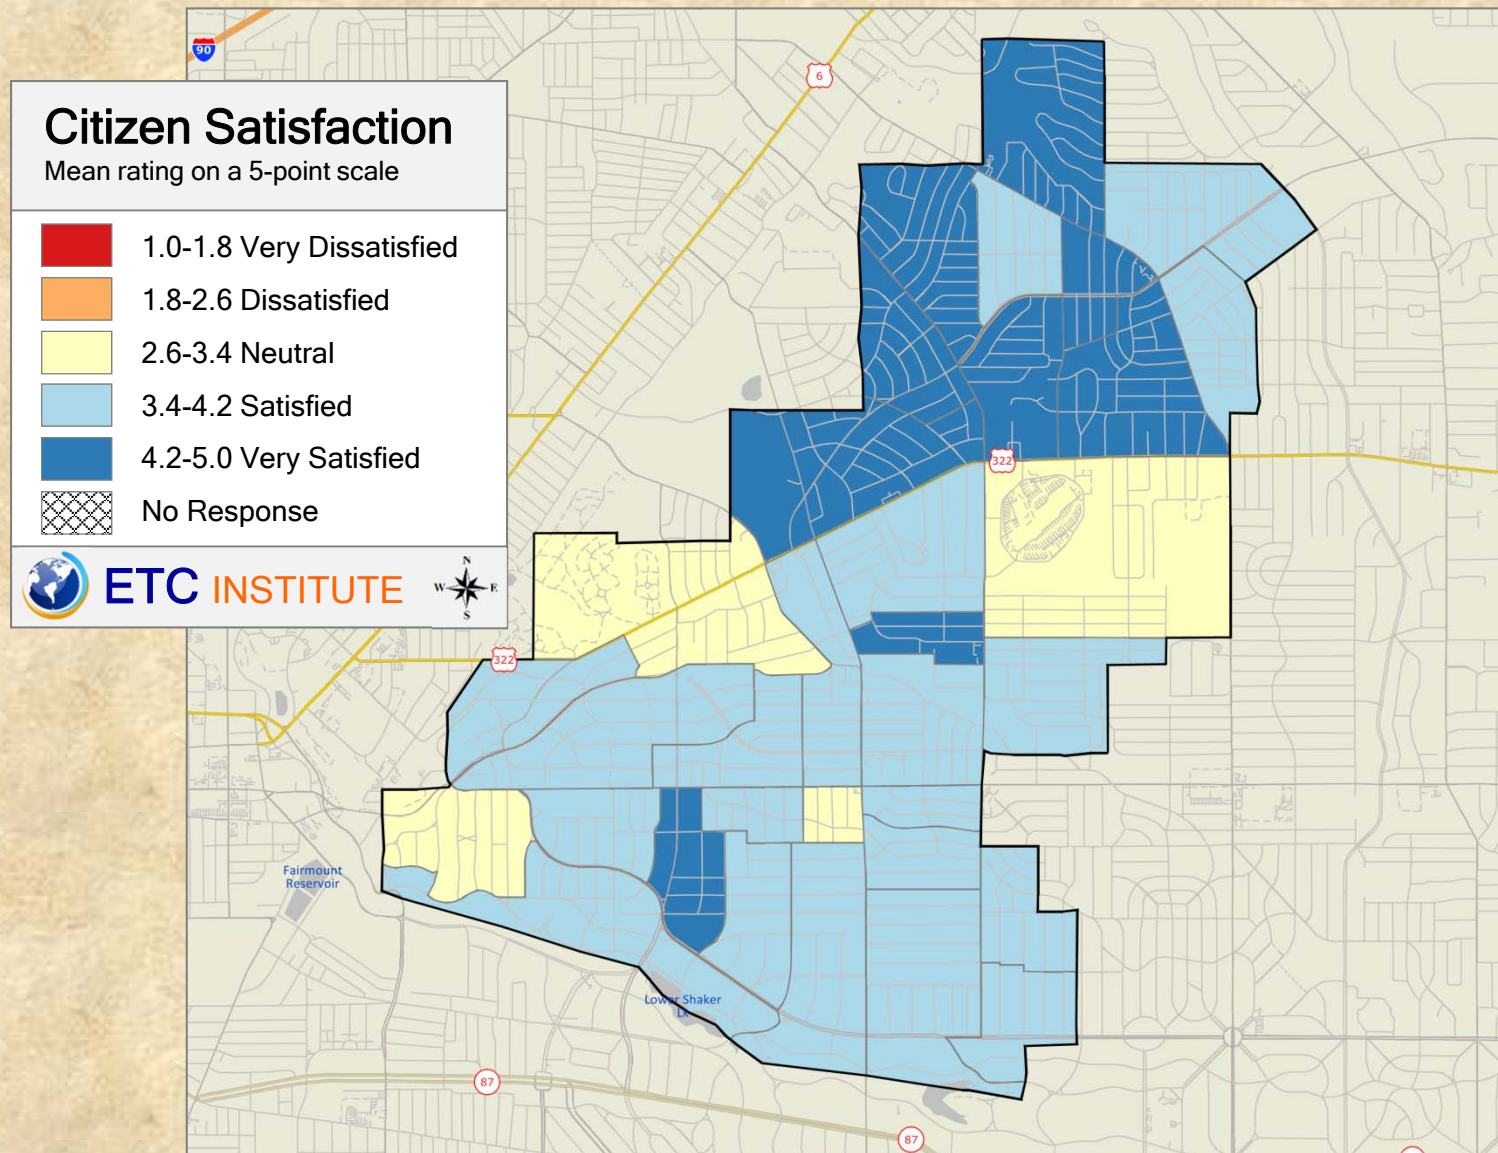 90
6
Citizen Satisfaction
Mean rating on a 5-point scale
1.0-1.8 Very Dissatisfied
1.8-2.6 Dissatisfied
2.6-3.4 Neutral
3.4-4.2 Satisfied
4.2-5.0 Very Satisfied
No Response
ETC INSTITUTE
N
W E
S
322
322
Fairmount
Reservoir
Lower Shaker
Lk
87
87